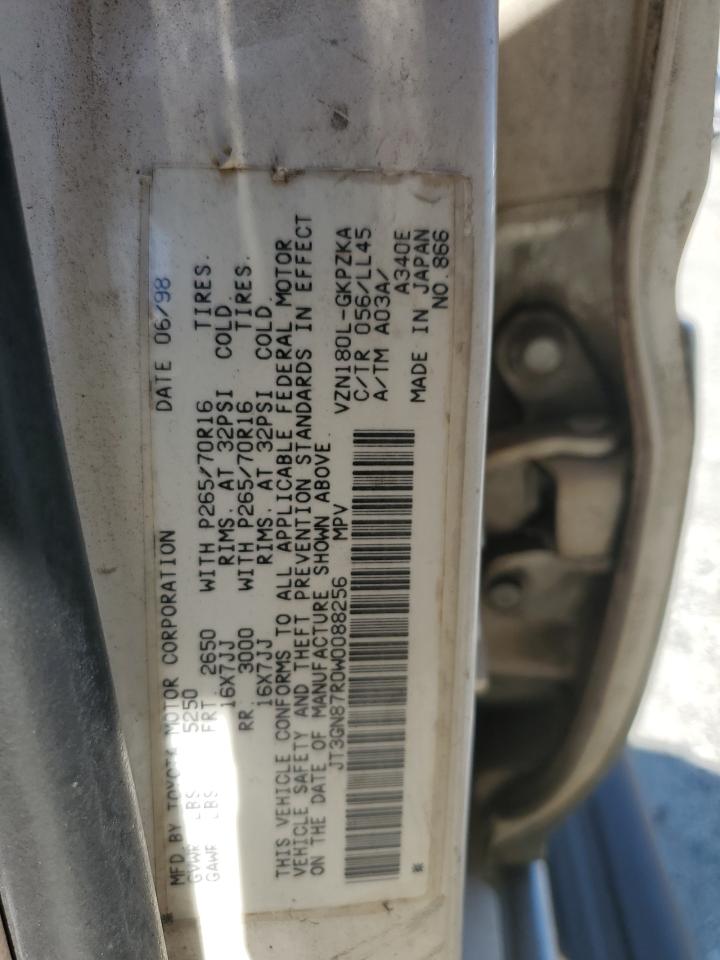 MFD BY TOYOTA MOTOR CORPORATION DATE 06/98
GVWR LBS 5250
GAWR LBS FRT. 2650 WITH P265/70R16 TIRES.
16X7JJ RIMS. AT 32PSI COLD.
RR. 3000 WITH P265/70R16 TIRES.
16X7JJ RIMS. AT 32PSI COLD.
THIS VEHICLE CONFORMS TO ALL APPLICABLE FEDERAL MOTOR
VEHICLE SAFETY AND THEFT PREVENTION STANDARDS IN EFFECT
ON THE DATE OF MANUFACTURE SHOWN ABOVE.
JT3GN87R0W0088256 MPV
VZN180L-GKPZKA
C/TR 056/LL45
A/TM A03A/
A340E
MADE IN JAPAN
NO.866